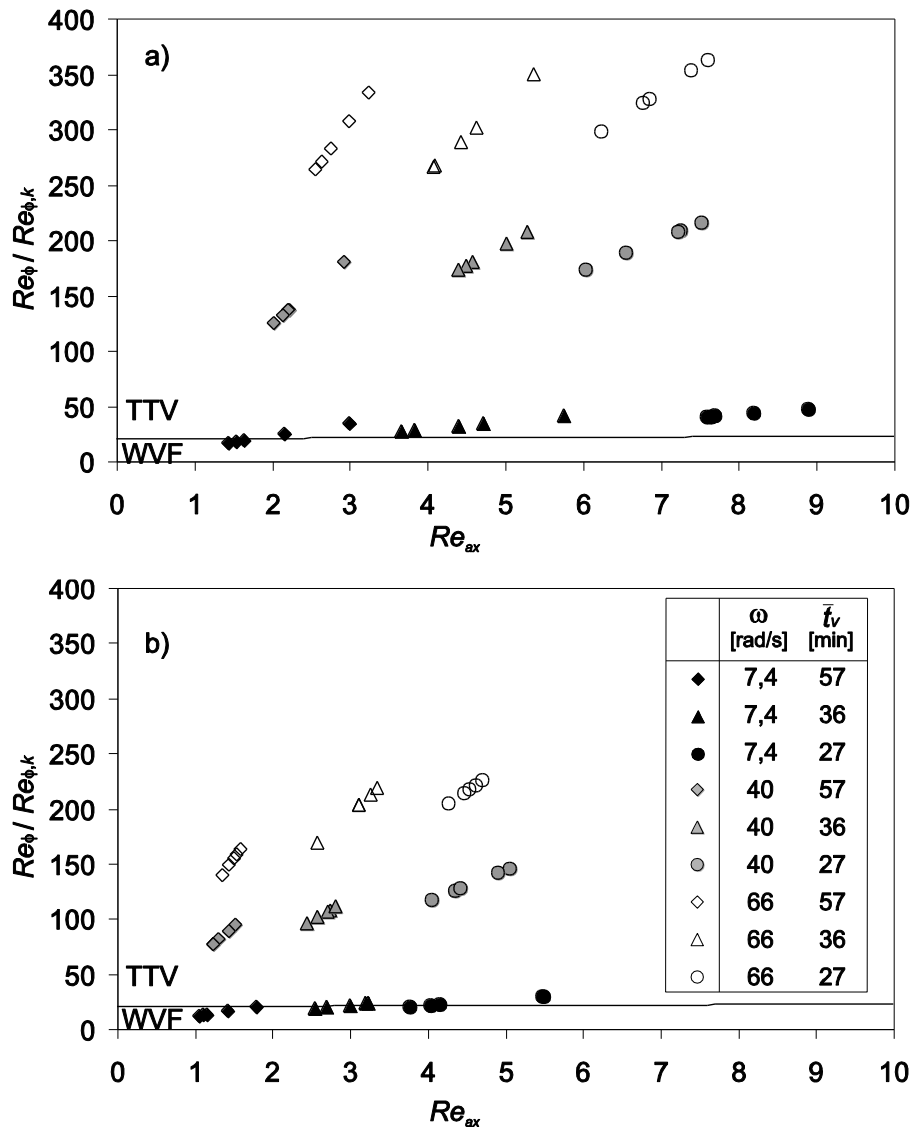 400
a)
350
300
250
200
150
100
50
0
Reϕ / Reϕ,k
TTV
WVF
0 1 2 3 4 5 6 7 8 9 10
Re_ax
400
b)
350
300
250
200
150
100
50
0
Reϕ / Reϕ,k
TTV
WVF
ω t̄v
[rad/s] [min]
7,4 57
7,4 36
7,4 27
40 57
40 36
40 27
66 57
66 36
66 27
0 1 2 3 4 5 6 7 8 9 10
Re_ax